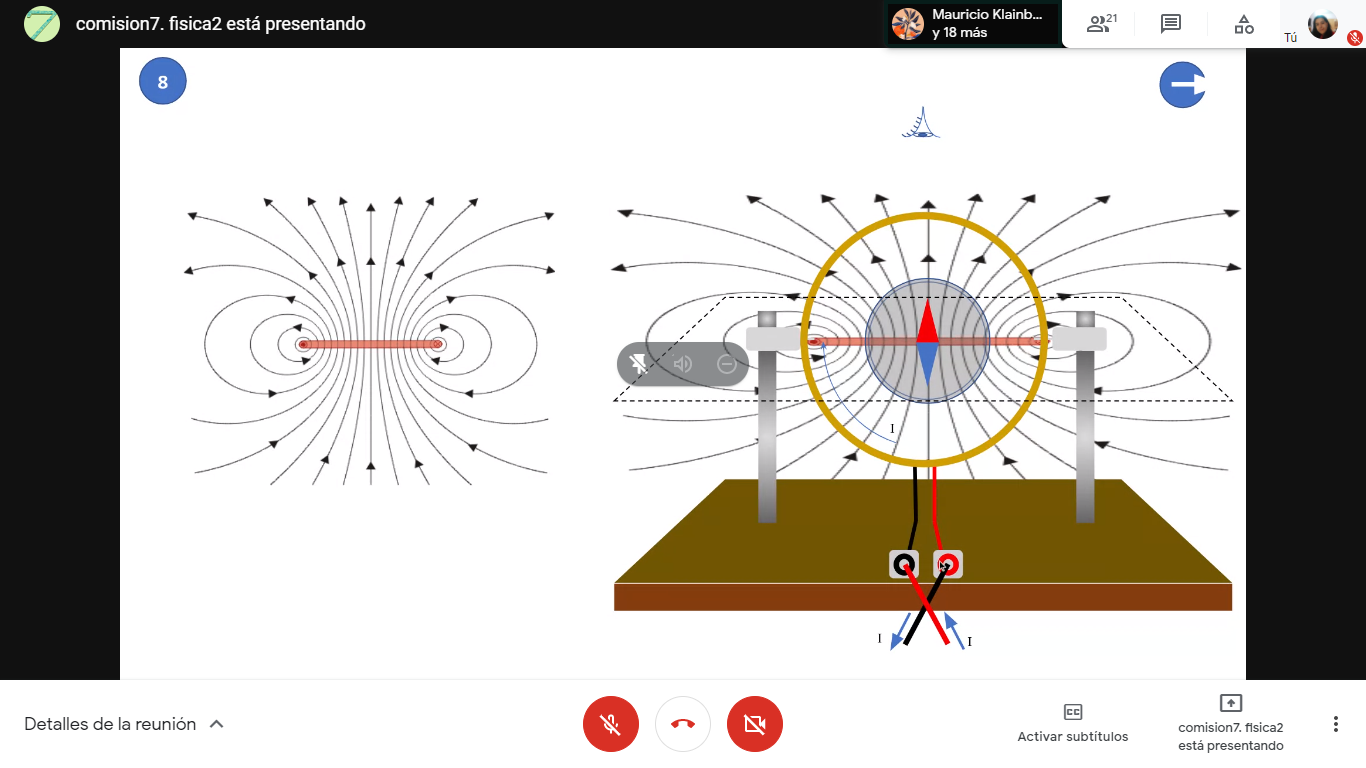 comision7. fisica2 está presentando
Mauricio Klainb...
y 18 más
21
Tú
8
I
I
I
Detalles de la reunión
CC
Activar subtítulos
comision7. fisica2
está presentando